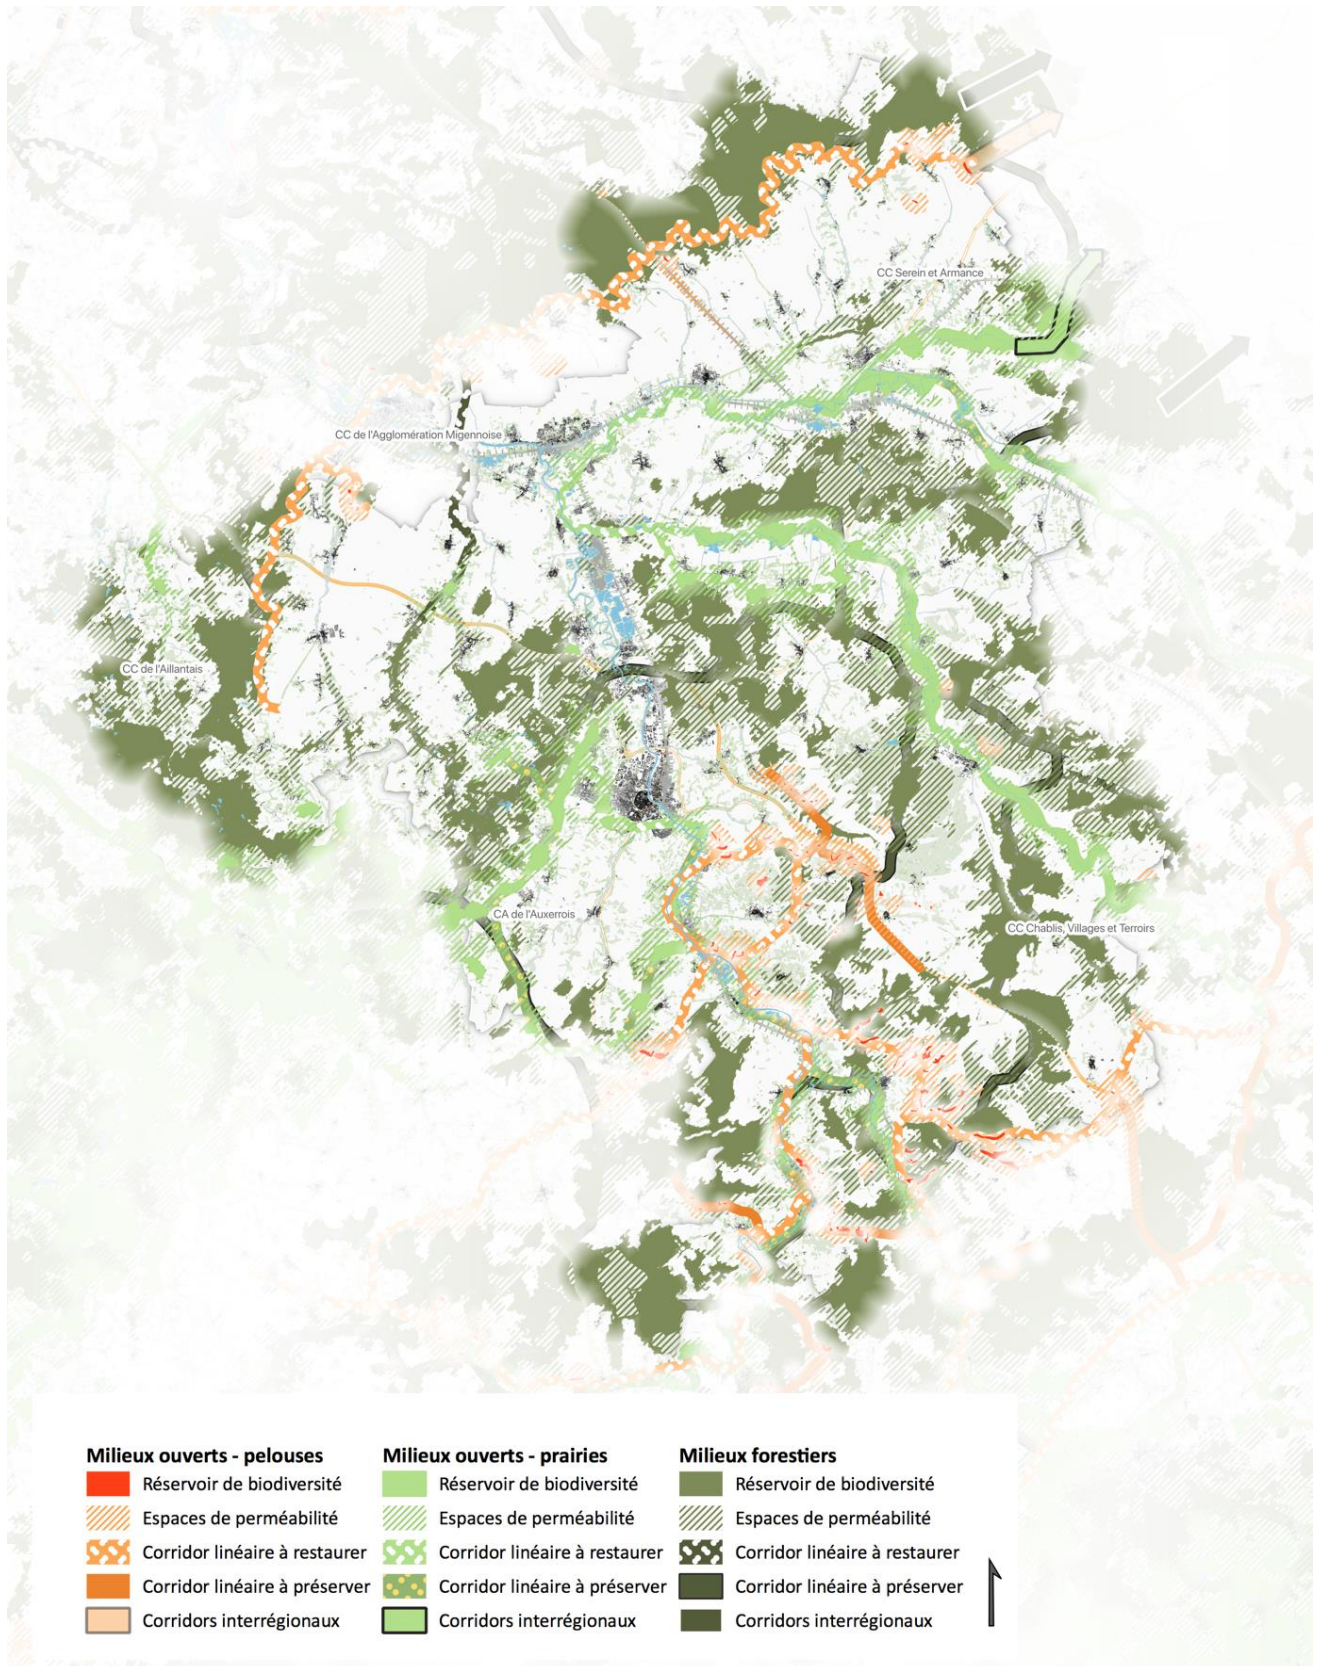 CC Serein et Armance
CC de l'Agglomération Migennoise
CC de l'Aillantais
CA de l'Auxerrois
CC Chablis, Villages et Terroirs
Milieux ouverts - pelouses
Réservoir de biodiversité
Espaces de perméabilité
Corridor linéaire à restaurer
Corridor linéaire à préserver
Corridors interrégionaux
Milieux ouverts - prairies
Réservoir de biodiversité
Espaces de perméabilité
Corridor linéaire à restaurer
Corridor linéaire à préserver
Corridors interrégionaux
Milieux forestiers
Réservoir de biodiversité
Espaces de perméabilité
Corridor linéaire à restaurer
Corridor linéaire à préserver
Corridors interrégionaux